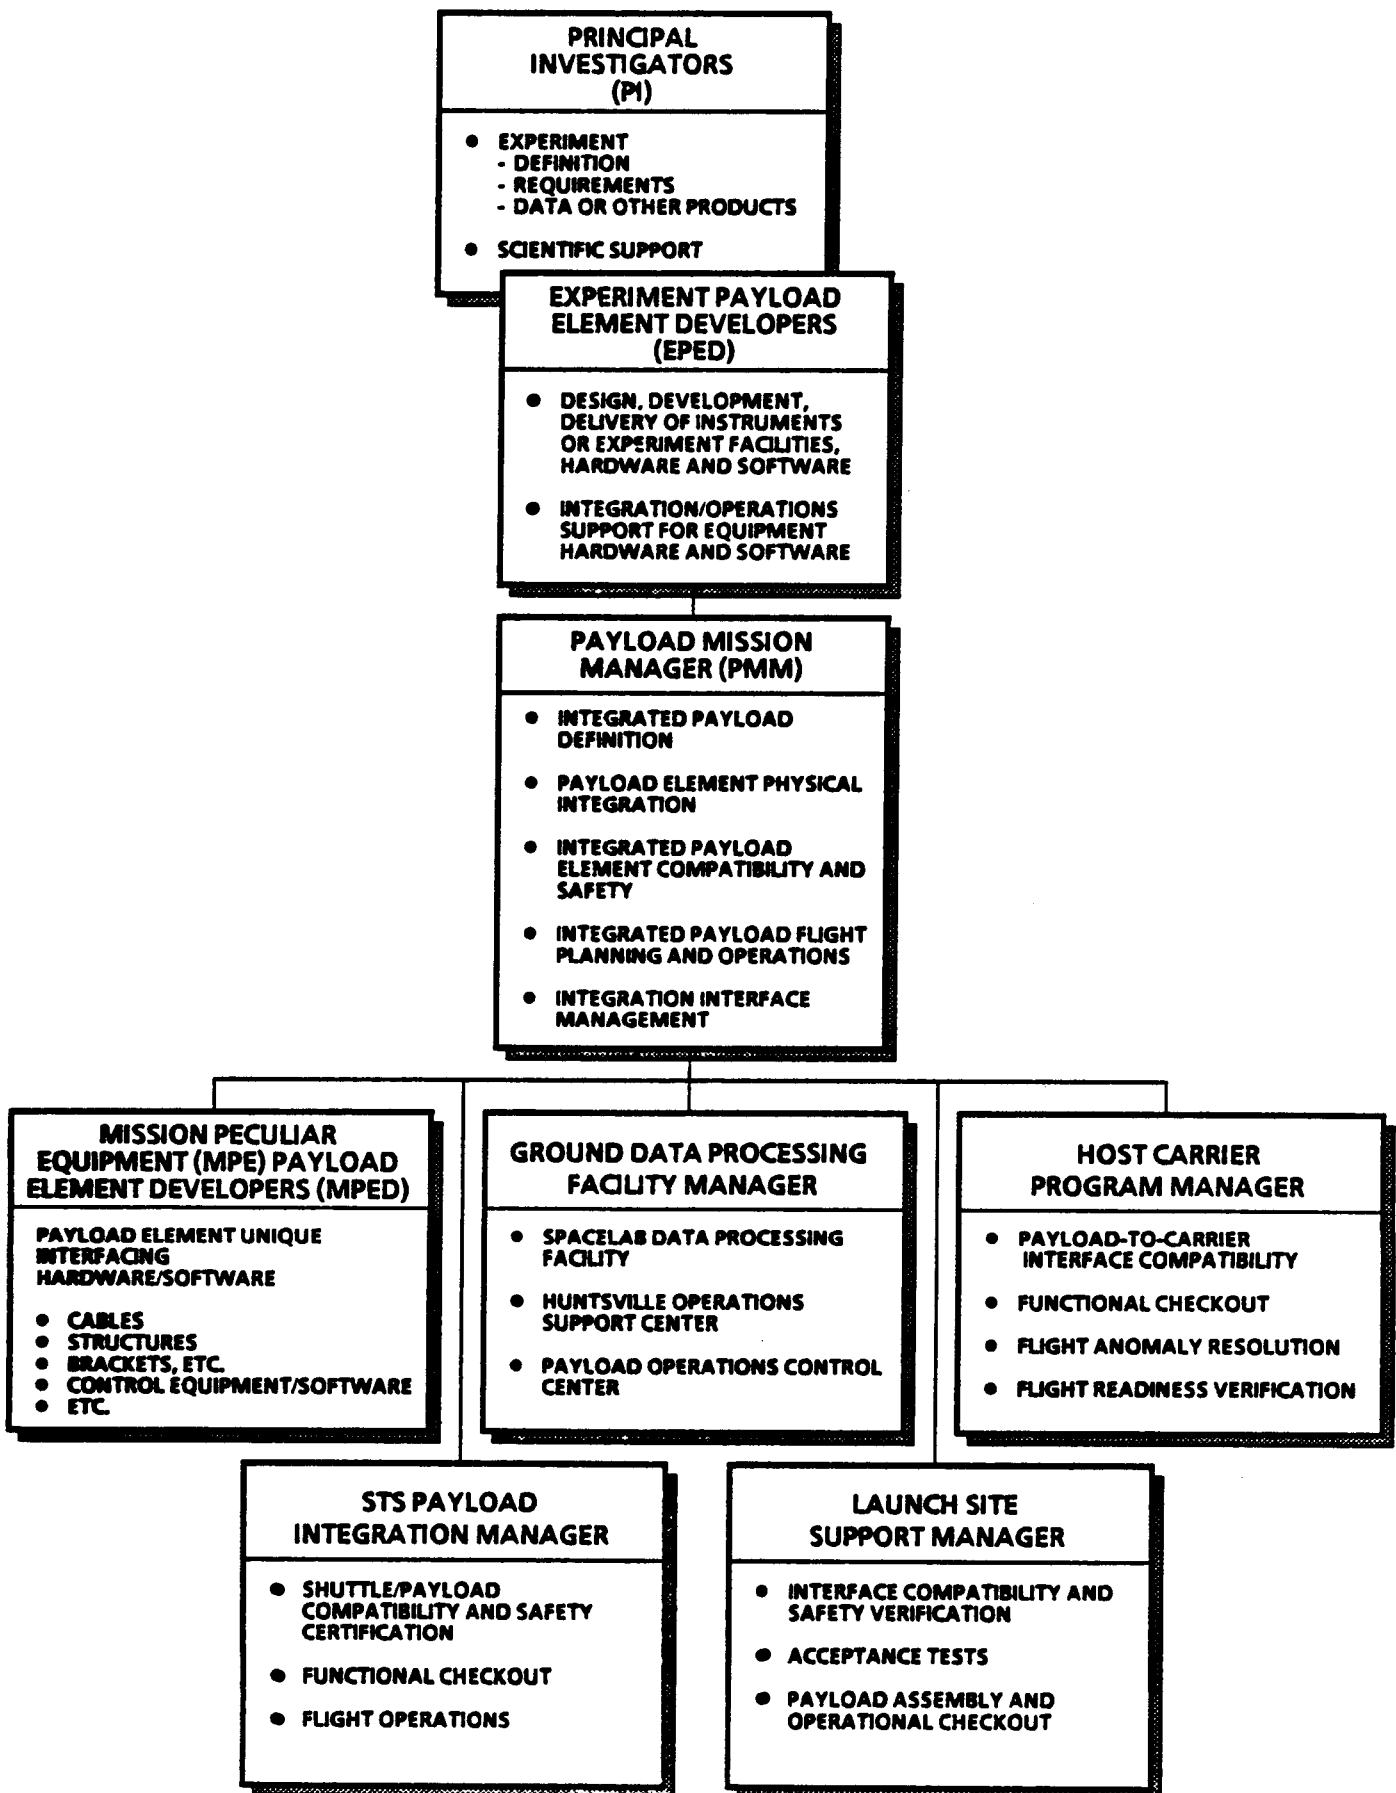 PRINCIPAL
INVESTIGATORS
(PI)
● EXPERIMENT
- DEFINITION
- REQUIREMENTS
- DATA OR OTHER PRODUCTS
● SCIENTIFIC SUPPORT
EXPERIMENT PAYLOAD
ELEMENT DEVELOPERS
(EPED)
● DESIGN, DEVELOPMENT,
DELIVERY OF INSTRUMENTS
OR EXPERIMENT FACILITIES,
HARDWARE AND SOFTWARE
● INTEGRATION/OPERATIONS
SUPPORT FOR EQUIPMENT
HARDWARE AND SOFTWARE
PAYLOAD MISSION
MANAGER (PMM)
● INTEGRATED PAYLOAD
DEFINITION
● PAYLOAD ELEMENT PHYSICAL
INTEGRATION
● INTEGRATED PAYLOAD
ELEMENT COMPATIBILITY AND
SAFETY
● INTEGRATED PAYLOAD FLIGHT
PLANNING AND OPERATIONS
● INTEGRATION INTERFACE
MANAGEMENT
MISSION PECULIAR
EQUIPMENT (MPE) PAYLOAD
ELEMENT DEVELOPERS (MPED)
PAYLOAD ELEMENT UNIQUE
INTERFACING
HARDWARE/SOFTWARE
● CABLES
● STRUCTURES
● BRACKETS, ETC.
● CONTROL EQUIPMENT/SOFTWARE
● ETC.
GROUND DATA PROCESSING
FACILITY MANAGER
● SPACELAB DATA PROCESSING
FACILITY
● HUNTSVILLE OPERATIONS
SUPPORT CENTER
● PAYLOAD OPERATIONS CONTROL
CENTER
HOST CARRIER
PROGRAM MANAGER
● PAYLOAD-TO-CARRIER
INTERFACE COMPATIBILITY
● FUNCTIONAL CHECKOUT
● FLIGHT ANOMALY RESOLUTION
● FLIGHT READINESS VERIFICATION
STS PAYLOAD
INTEGRATION MANAGER
● SHUTTLE/PAYLOAD
COMPATIBILITY AND SAFETY
CERTIFICATION
● FUNCTIONAL CHECKOUT
● FLIGHT OPERATIONS
LAUNCH SITE
SUPPORT MANAGER
● INTERFACE COMPATIBILITY AND
SAFETY VERIFICATION
● ACCEPTANCE TESTS
● PAYLOAD ASSEMBLY AND
OPERATIONAL CHECKOUT